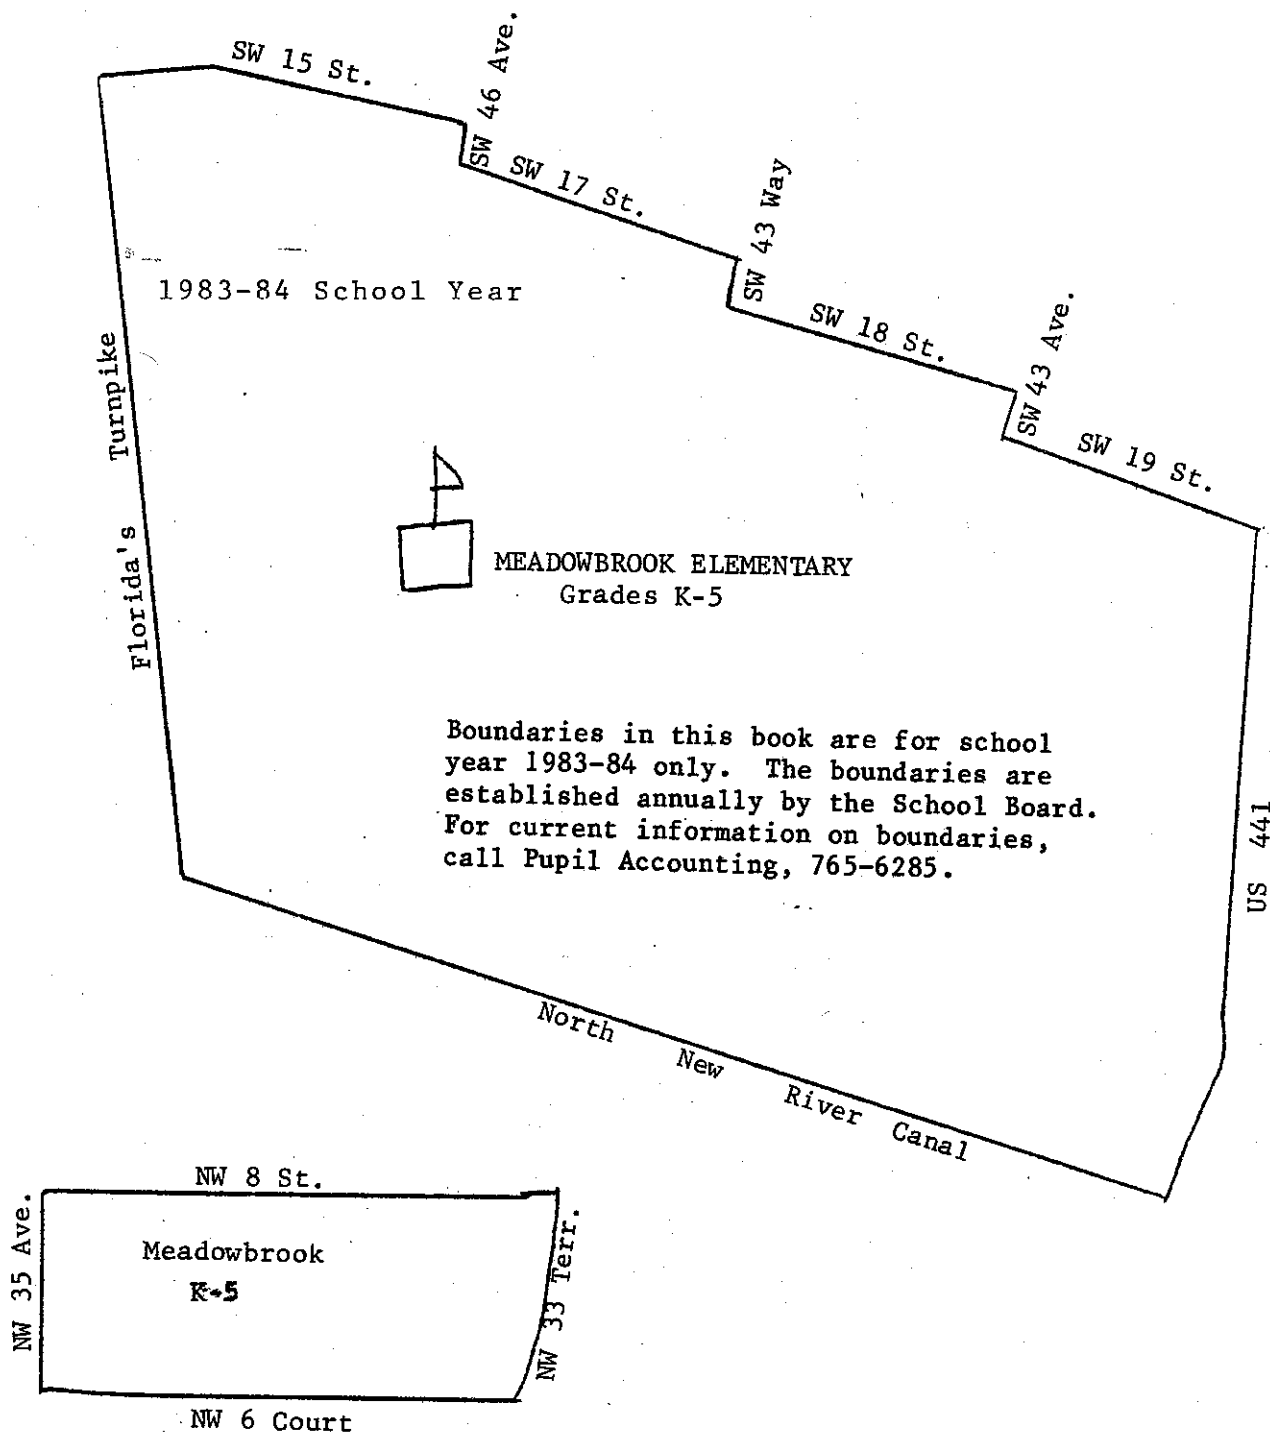 SW 15 St.
SW 46 Ave.
SW 17 St.
SW 43 Way
SW 18 St.
SW 43 Ave.
SW 19 St.
1983-84 School Year
Florida's Turnpike
MEADOWBROOK ELEMENTARY
Grades K-5
Boundaries in this book are for school
year 1983-84 only. The boundaries are
established annually by the School Board.
For current information on boundaries,
call Pupil Accounting, 765-6285.
US 441
North New River Canal
NW 8 St.
NW 35 Ave.
Meadowbrook
K-5
NW 33 Terr.
NW 6 Court